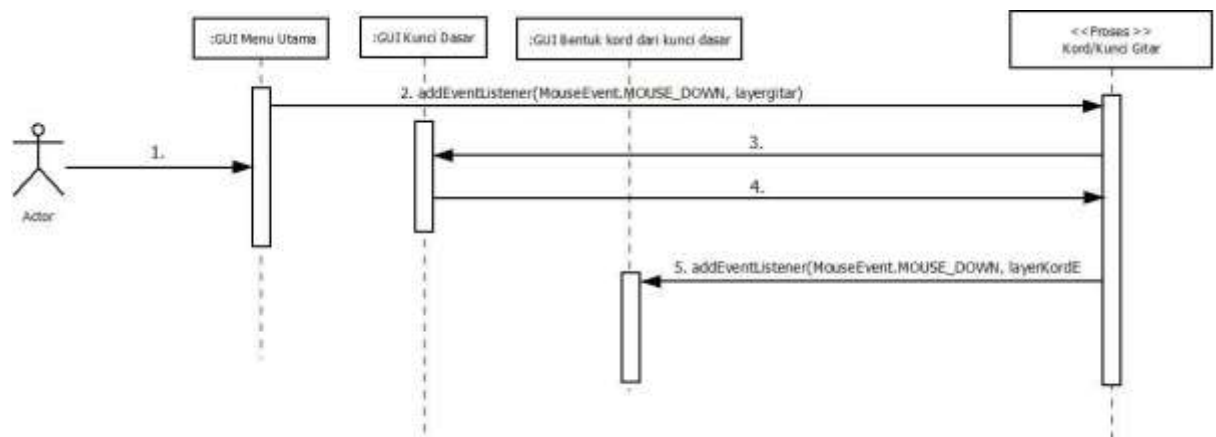 :GUI Menu Utama
:GUI Kunci Dasar
:GUI Bentuk kord dari kunci dasar
<<Proses >>
Kord/Kunci Gitar
2. addEventListener(MouseEvent.MOUSE_DOWN, layergitar)
1.
3.
4.
Actor
5. addEventListener(MouseEvent.MOUSE_DOWN, layerKordE